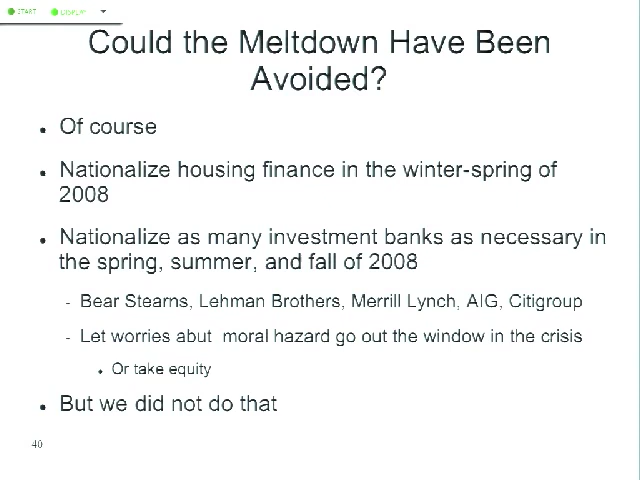 START DISPLAY
Could the Meltdown Have Been
Avoided?
Of course
Nationalize housing finance in the winter-spring of
2008
Nationalize as many investment banks as necessary in
the spring, summer, and fall of 2008
- Bear Stearns, Lehman Brothers, Merrill Lynch, AIG, Citigroup
- Let worries abut moral hazard go out the window in the crisis
Or take equity
But we did not do that
40